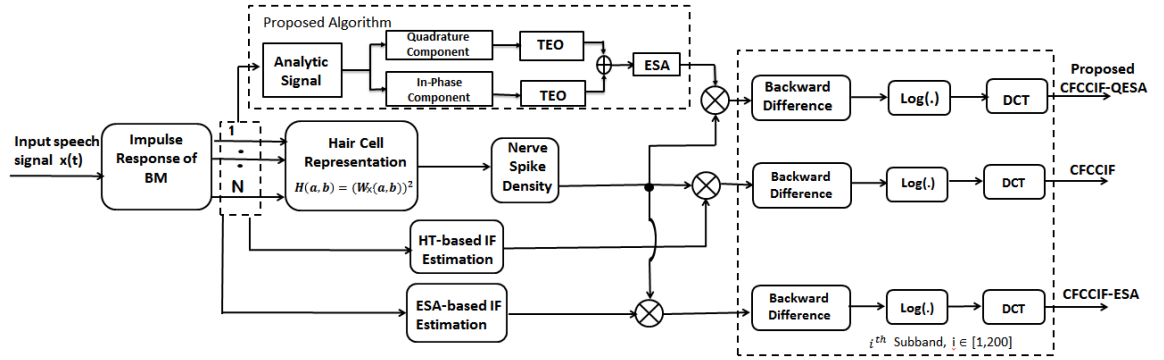 Proposed Algorithm
Analytic
Signal
Quadrature
Component
TEO
In-Phase
Component
TEO
ESA
Backward
Difference
Log(.)
DCT
Proposed
CFCCIF-QESA
Input speech
signal x(t)
Impulse
Response of
BM
1
N
Hair Cell
Representation
H(a,b) = (Wx(a,b))²
Nerve
Spike
Density
Backward
Difference
Log(.)
DCT
CFCCIF
HT-based IF
Estimation
ESA-based IF
Estimation
Backward
Difference
Log(.)
DCT
CFCCIF-ESA
i th Subband, i ∈ [1,200]